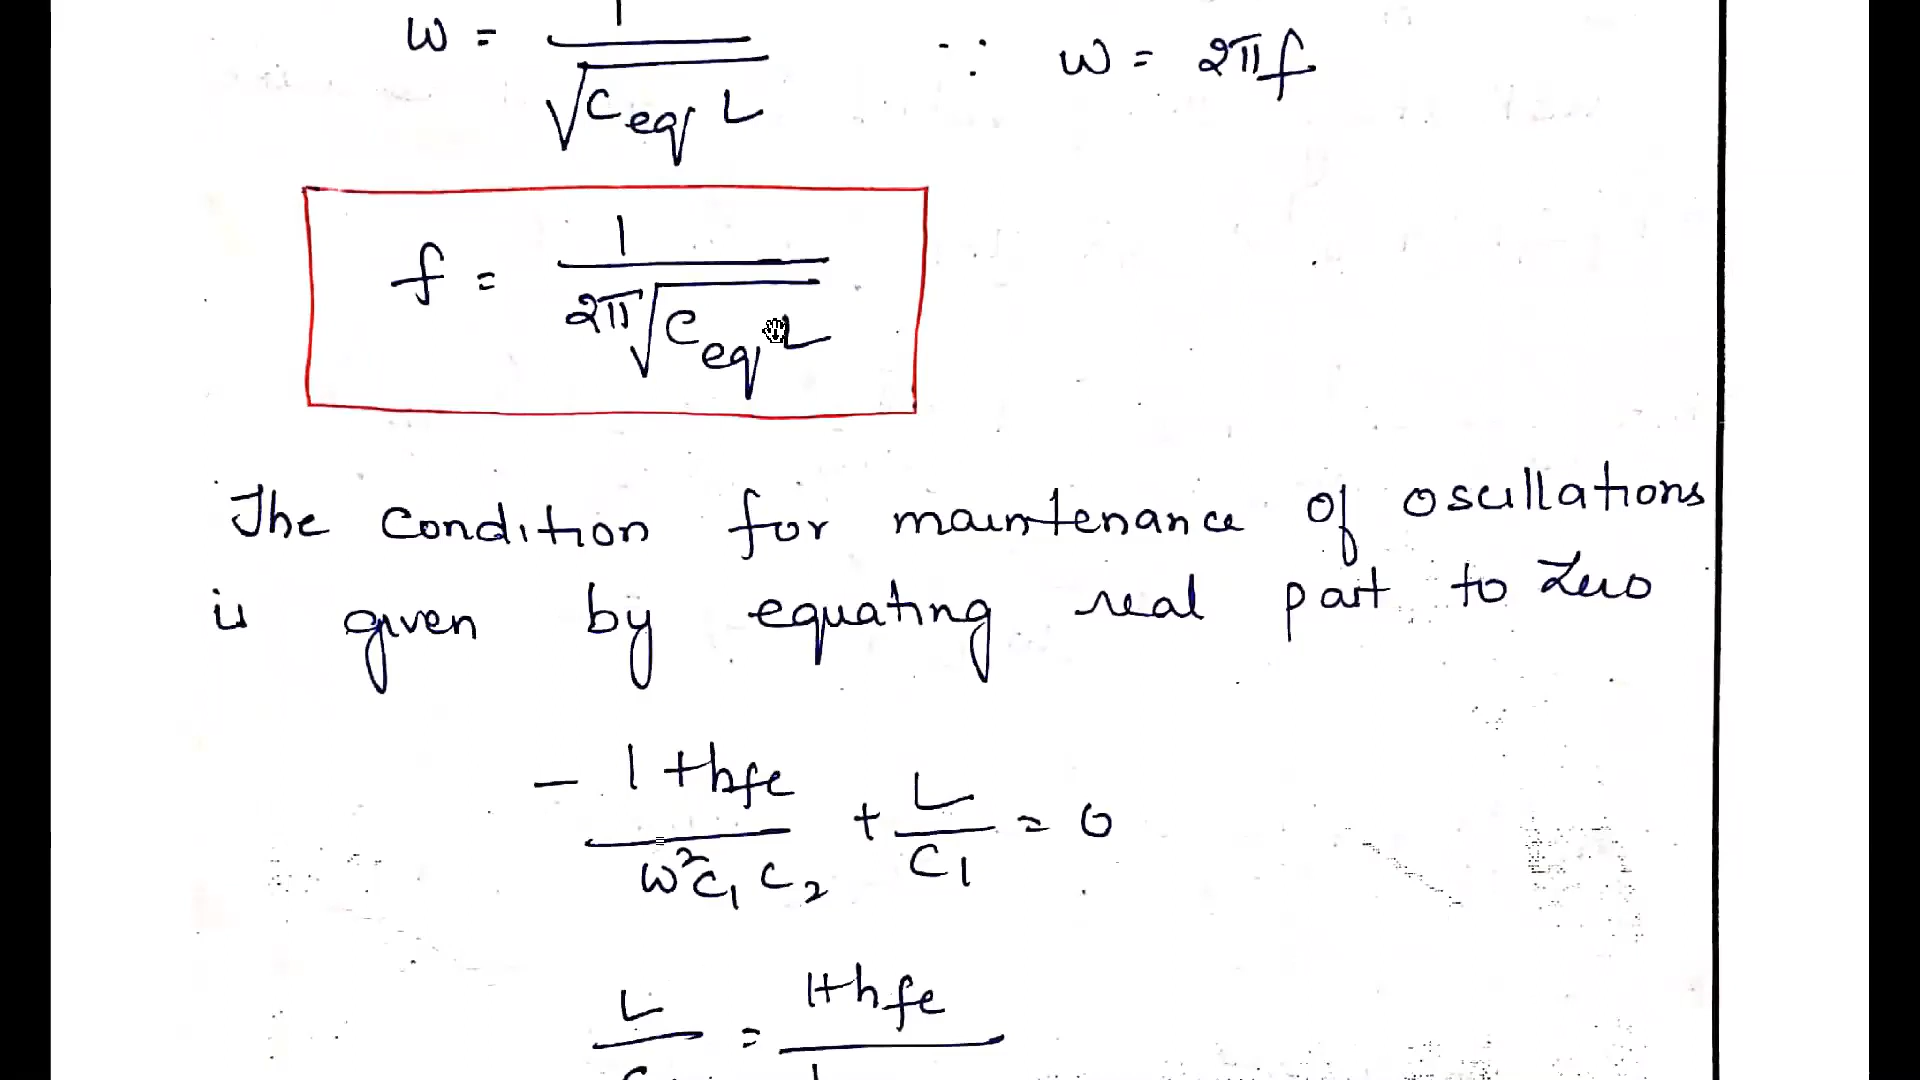 ω = 1 / √(Ceq L) ∵ ω = 2πf
f = 1 / (2π√(Ceq L))
The condition for maintenance of oscillations
is given by equating real part to zero
- (1+hfe) / (ω²C₁C₂) + L/C₁ = 0
L = 1+hfe